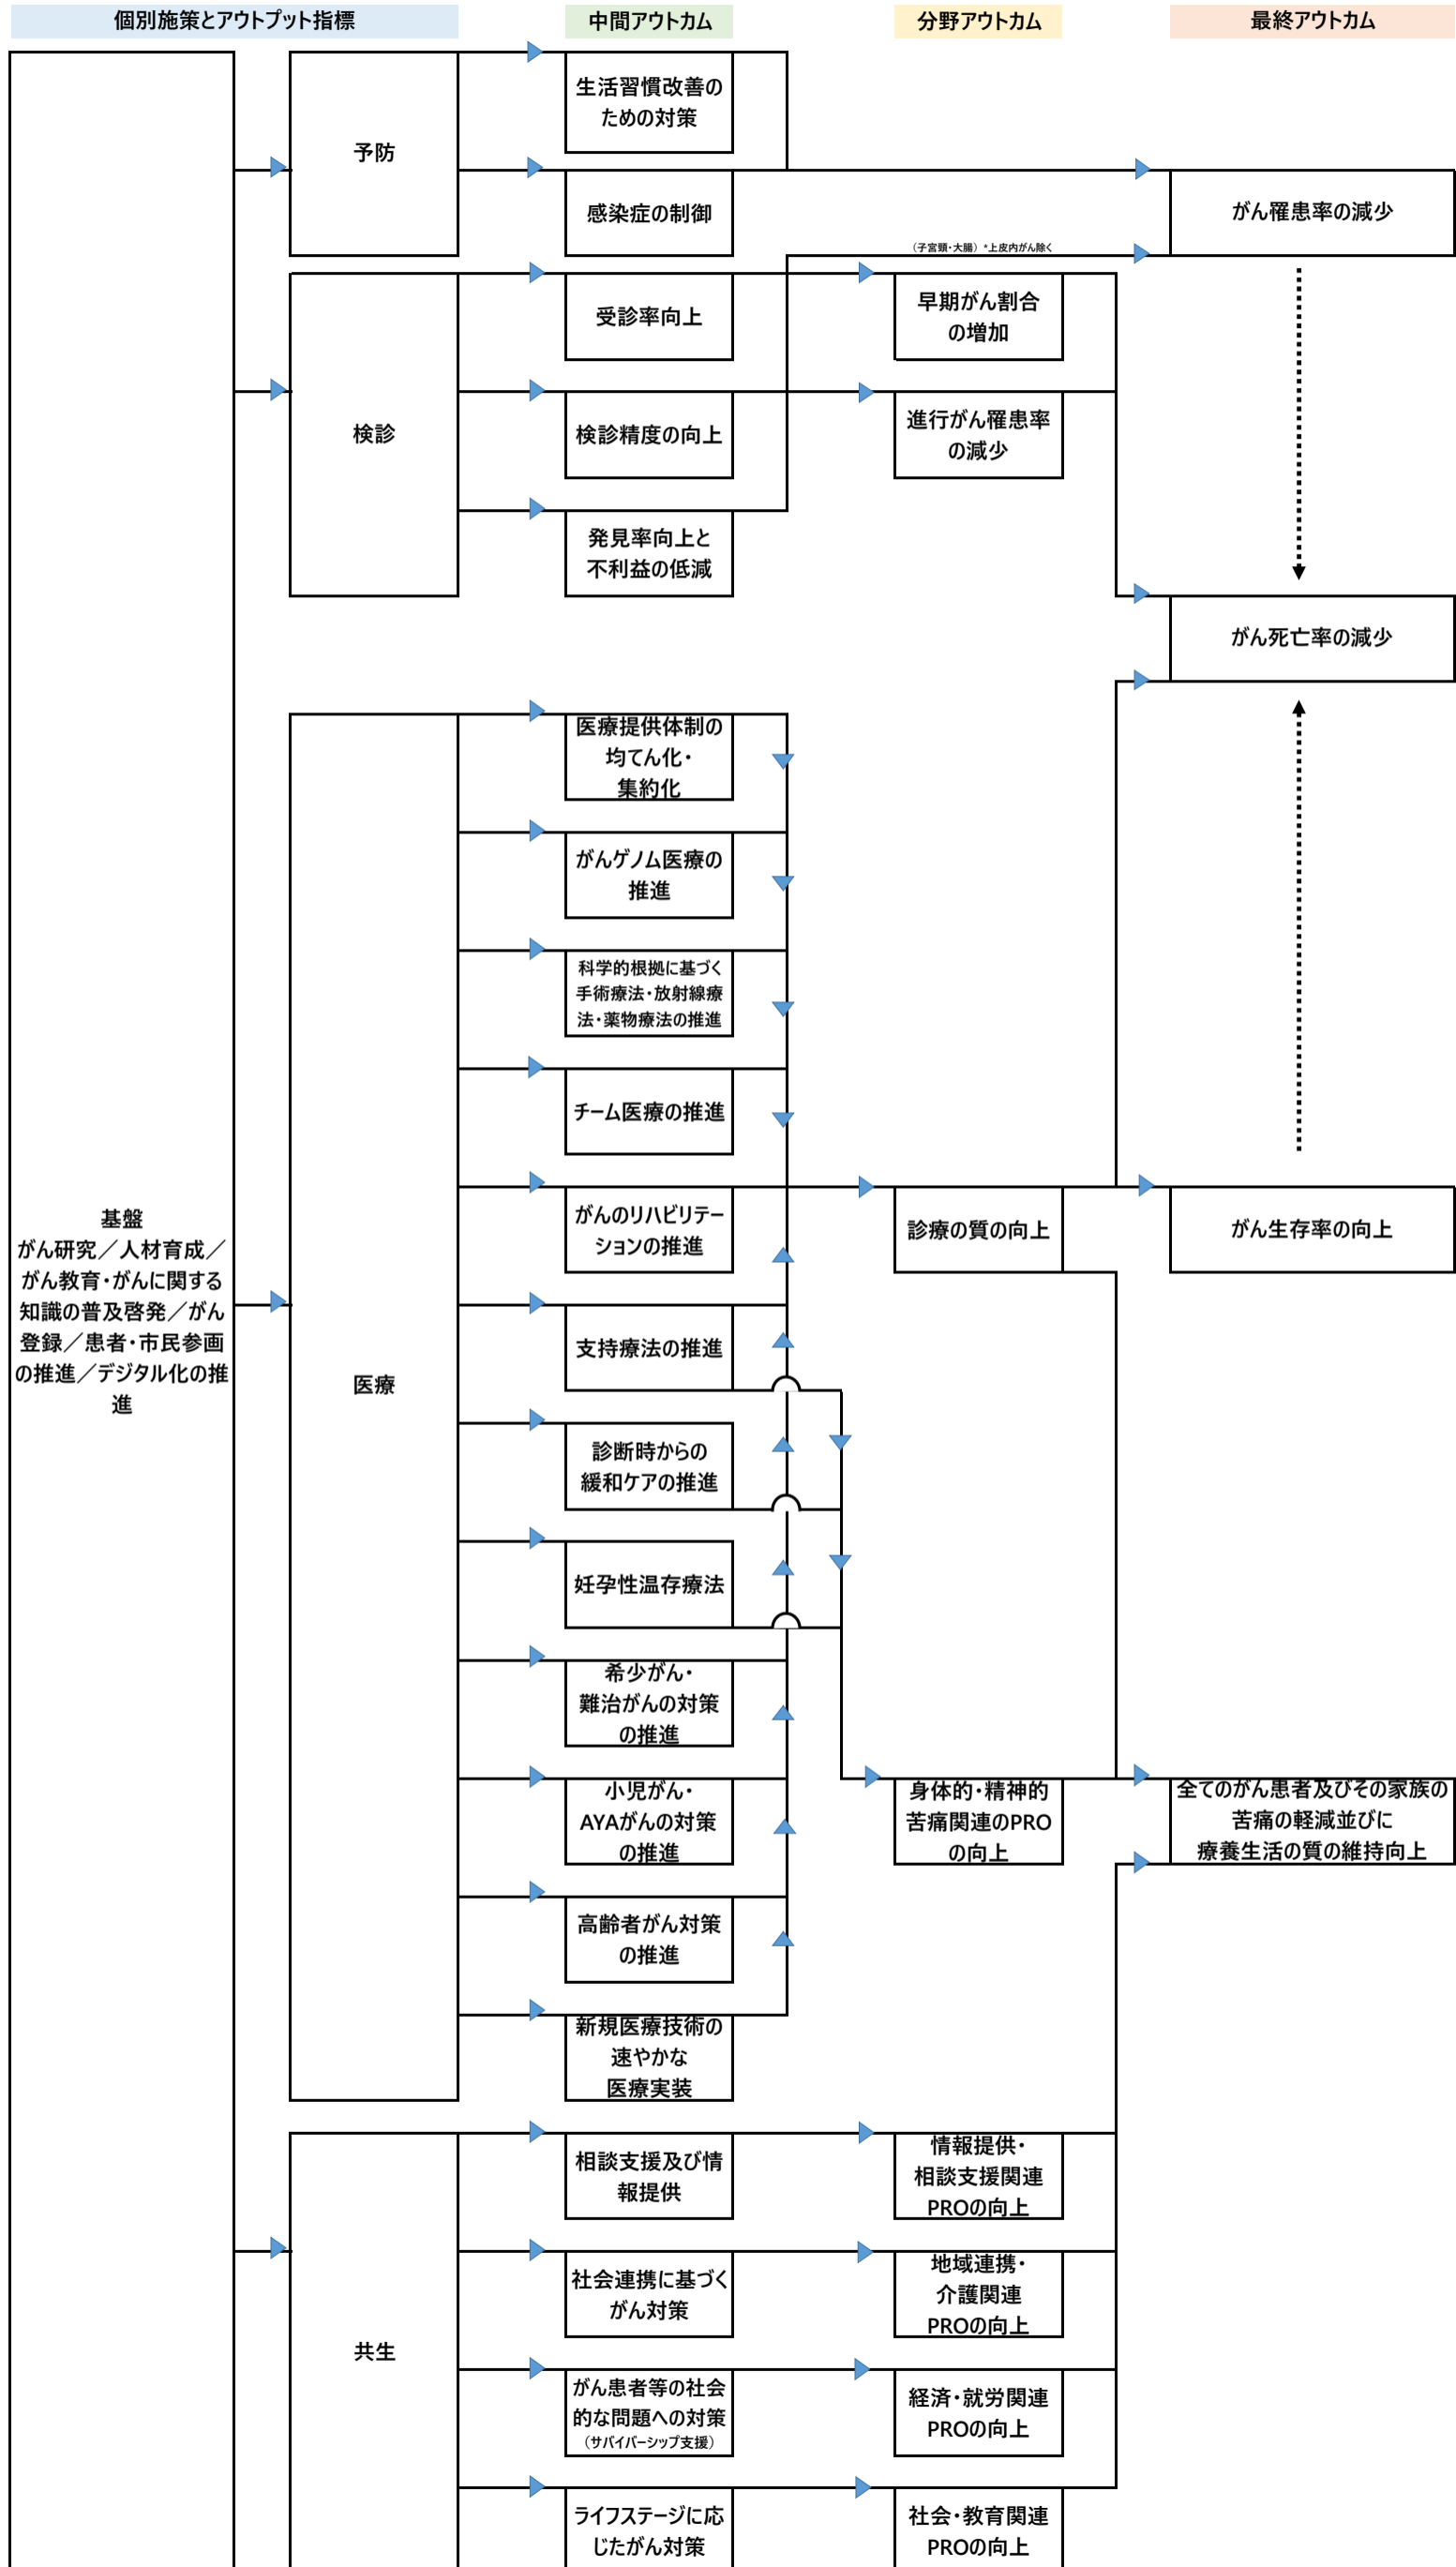 個別施策とアウトプット指標
中間アウトカム
分野アウトカム
最終アウトカム
基盤
がん研究／人材育成／
がん教育・がんに関する
知識の普及啓発／がん
登録／患者・市民参画
の推進／デジタル化の推
進
予防
生活習慣改善の
ための対策
感染症の制御
がん罹患率の減少
（子宮頸・大腸）*上皮内がん除く
検診
受診率向上
早期がん割合
の増加
検診精度の向上
進行がん罹患率
の減少
発見率向上と
不利益の低減
がん死亡率の減少
医療
医療提供体制の
均てん化・
集約化
がんゲノム医療の
推進
科学的根拠に基づく
手術療法・放射線療
法・薬物療法の推進
チーム医療の推進
がんのリハビリテー
ションの推進
診療の質の向上
がん生存率の向上
支持療法の推進
診断時からの
緩和ケアの推進
妊孕性温存療法
希少がん・
難治がんの対策
の推進
小児がん・
AYAがんの対策
の推進
身体的・精神的
苦痛関連のPRO
の向上
全てのがん患者及びその家族の
苦痛の軽減並びに
療養生活の質の維持向上
高齢者がん対策
の推進
新規医療技術の
速やかな
医療実装
共生
相談支援及び情
報提供
情報提供・
相談支援関連
PROの向上
社会連携に基づく
がん対策
地域連携・
介護関連
PROの向上
がん患者等の社会
的な問題への対策
（サバイバーシップ支援）
経済・就労関連
PROの向上
ライフステージに応
じたがん対策
社会・教育関連
PROの向上